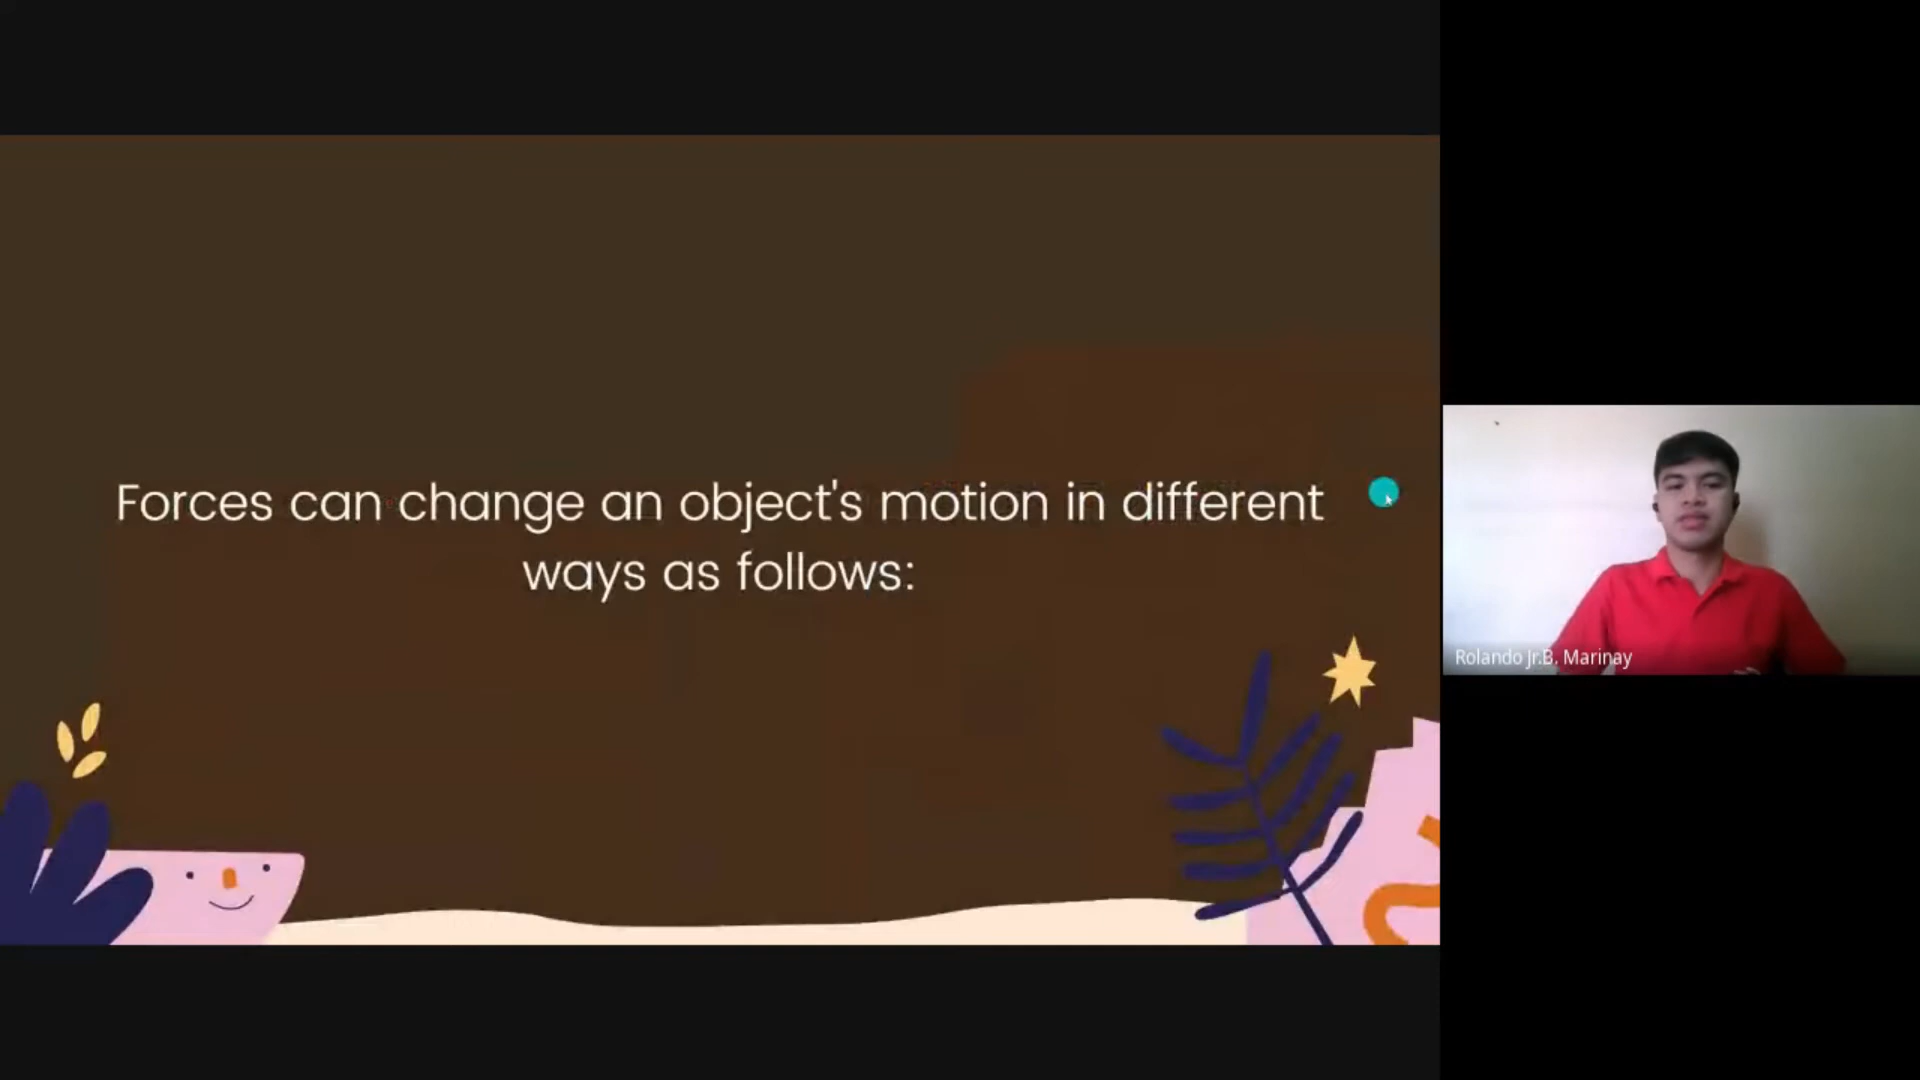 Forces can change an object's motion in different
ways as follows:
Rolando Jr.B. Marinay